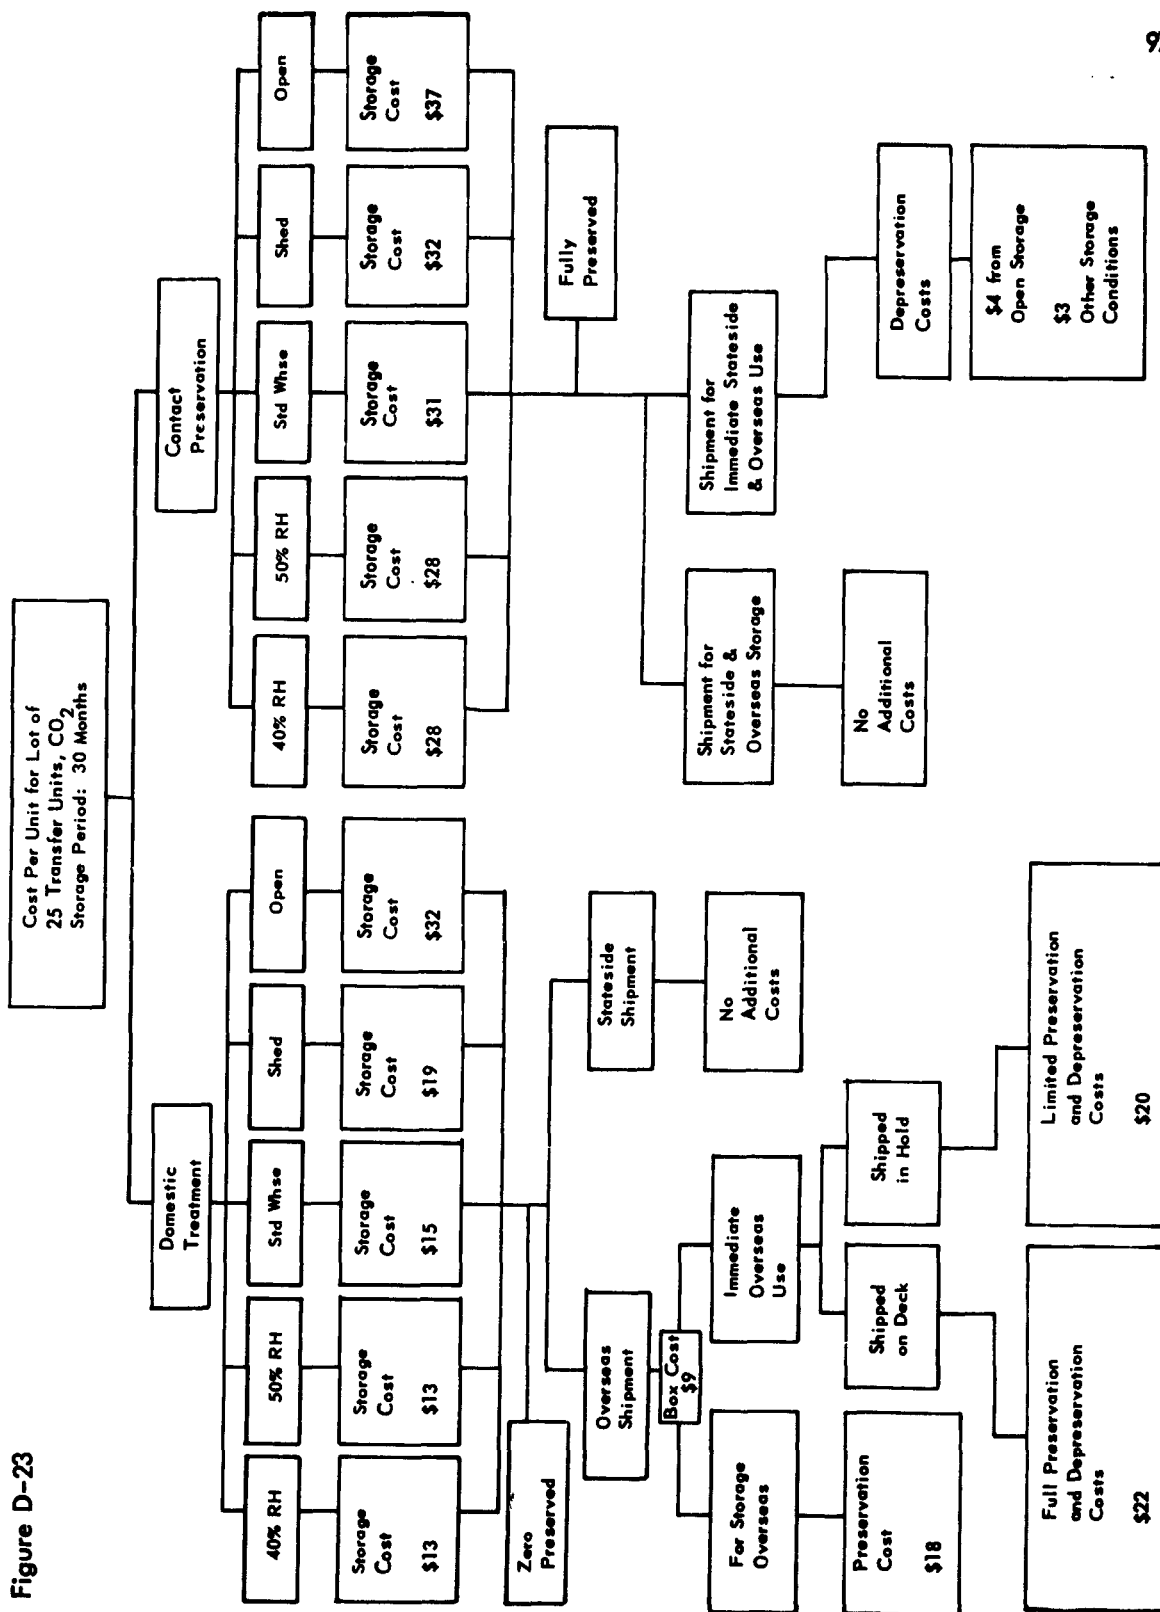 Figure D-23
Cost Per Unit for Lot of
25 Transfer Units, CO2
Storage Period: 30 Months
Domestic
Treatment
Contact
Preservation
40% RH
50% RH
Std Whse
Shed
Open
40% RH
50% RH
Std Whse
Shed
Open
Storage
Cost
$13
Storage
Cost
$13
Storage
Cost
$15
Storage
Cost
$19
Storage
Cost
$32
Storage
Cost
$28
Storage
Cost
$28
Storage
Cost
$31
Storage
Cost
$32
Storage
Cost
$37
Zero
Preserved
Fully
Preserved
Overseas
Shipment
Stateside
Shipment
Box Cost
$9
For Storage
Overseas
Immediate
Overseas
Use
No
Additional
Costs
Shipment for
Stateside &
Overseas Storage
Shipment for
Immediate Stateside
& Overseas Use
Preservation
Cost
$18
Shipped
on Deck
Shipped
in Hold
No
Additional
Costs
Depreservation
Costs
$4 from
Open Storage
$3
Other Storage
Conditions
Full Preservation
and Depreservation
Costs
$22
Limited Preservation
and Depreservation
Costs
$20